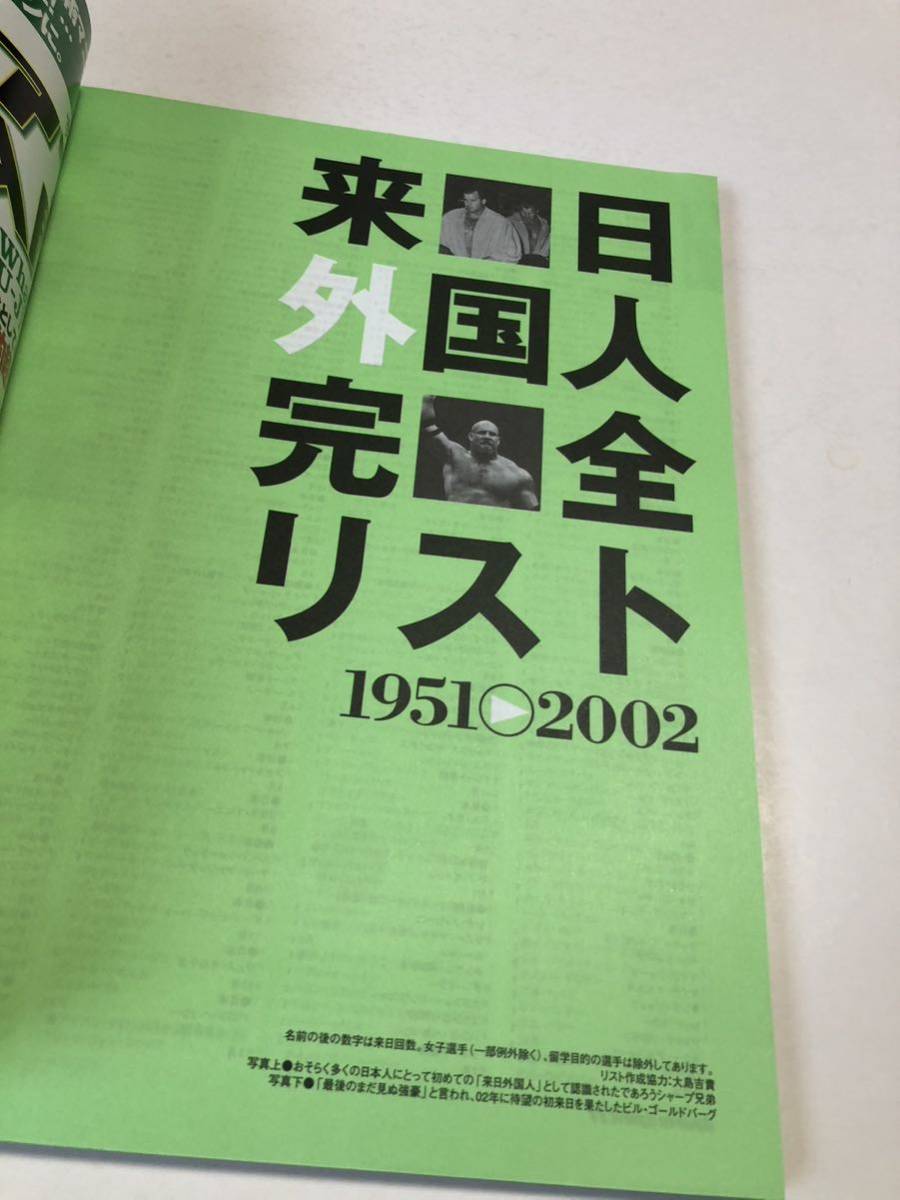 来日
外国人
完全
リスト
1951▶2002
名前の後の数字は来日回数。女子選手(一部例外除く)、留学目的の選手は除外してあります。
リスト作成協力:大島吉貴
写真上●おそらく多くの日本人にとって初めての「来日外国人」として認識されたであろうシャープ兄弟
写真下●「最後のまだ見ぬ強豪」と言われ、02年に待望の初来日を果たしたビル・ゴールドバーグ